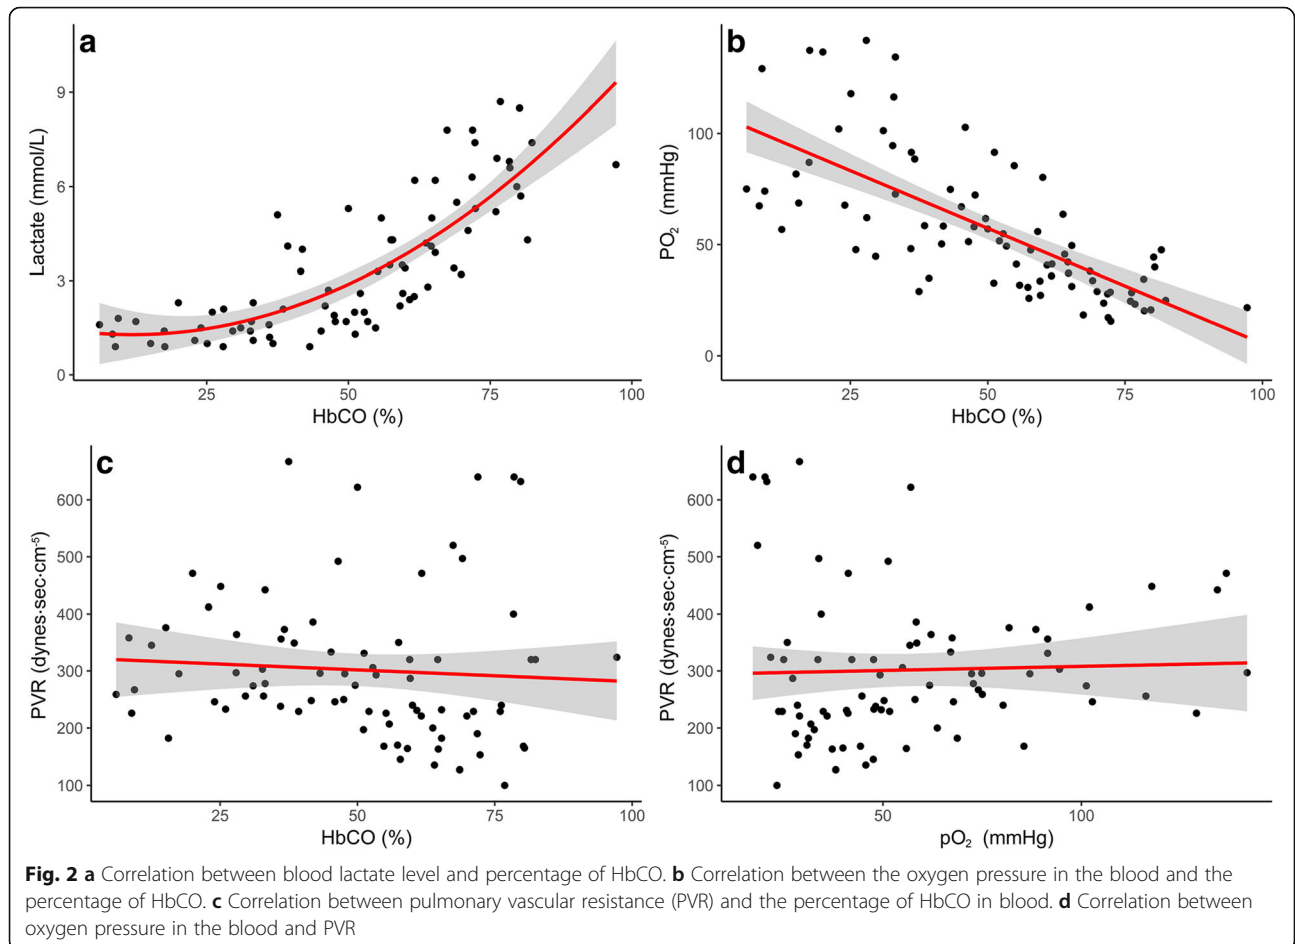 a
Lactate (mmol/L)
9
6
3
0
25 50 75 100
HbCO (%)
b
PO₂ (mmHg)
100
50
0
25 50 75 100
HbCO (%)
c
PVR (dynes·sec·cm⁻⁵)
600
500
400
300
200
100
25 50 75 100
HbCO (%)
d
PVR (dynes·sec·cm⁻⁵)
600
500
400
300
200
100
50 100
pO₂ (mmHg)
Fig. 2 a Correlation between blood lactate level and percentage of HbCO. b Correlation between the oxygen pressure in the blood and the
percentage of HbCO. c Correlation between pulmonary vascular resistance (PVR) and the percentage of HbCO in blood. d Correlation between
oxygen pressure in the blood and PVR